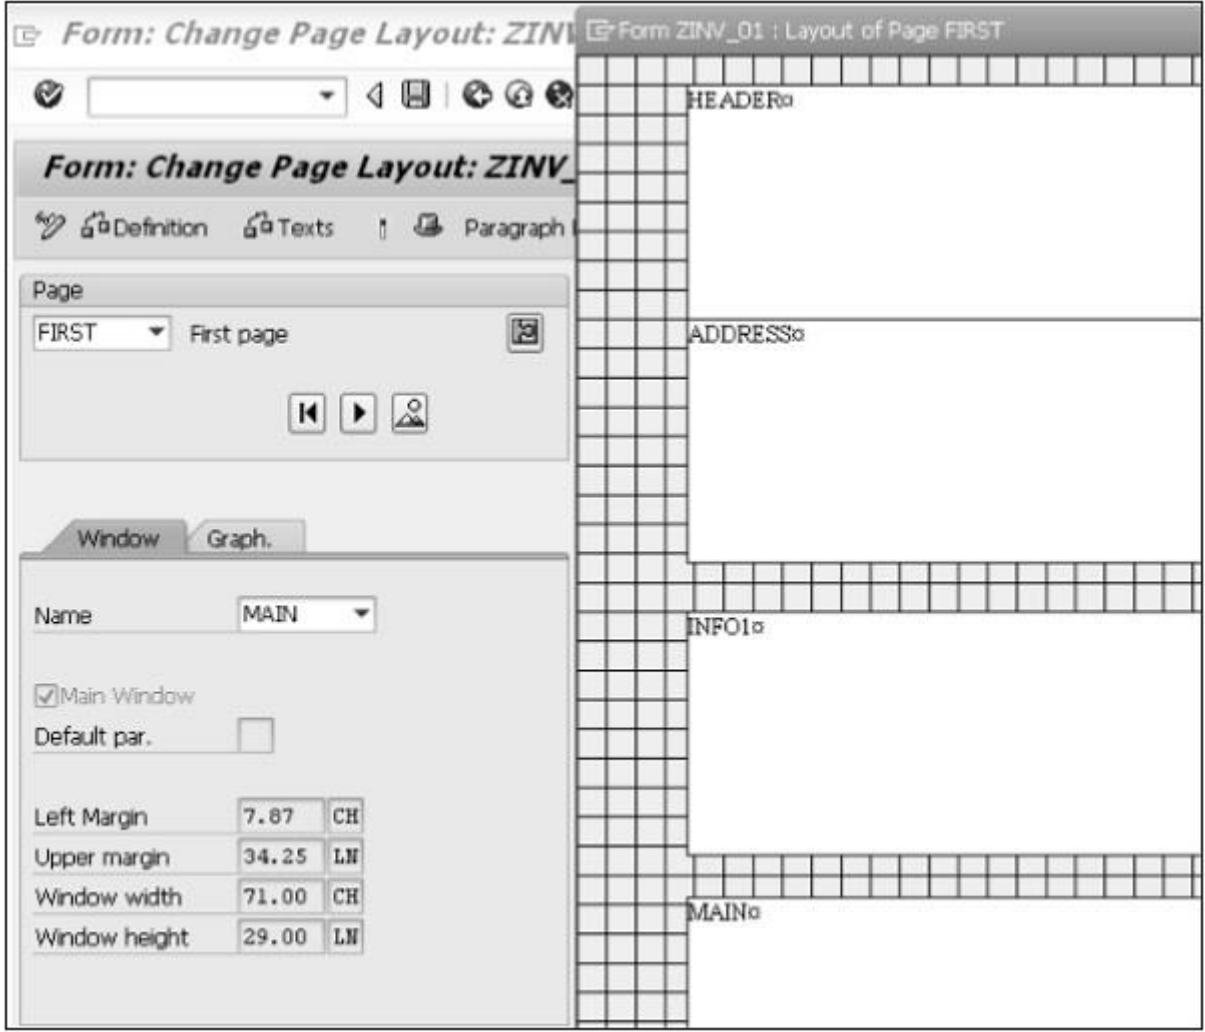 Form: Change Page Layout: ZINV
Form ZINV_01 : Layout of Page FIRST
Form: Change Page Layout: ZINV_
Definition Texts Paragraph
Page
FIRST First page
Window Graph.
Name MAIN
Main Window
Default par.
Left Margin 7.87 CH
Upper margin 34.25 LN
Window width 71.00 CH
Window height 29.00 LN
HEADER¤
ADDRESS¤
INFO1¤
MAIN¤